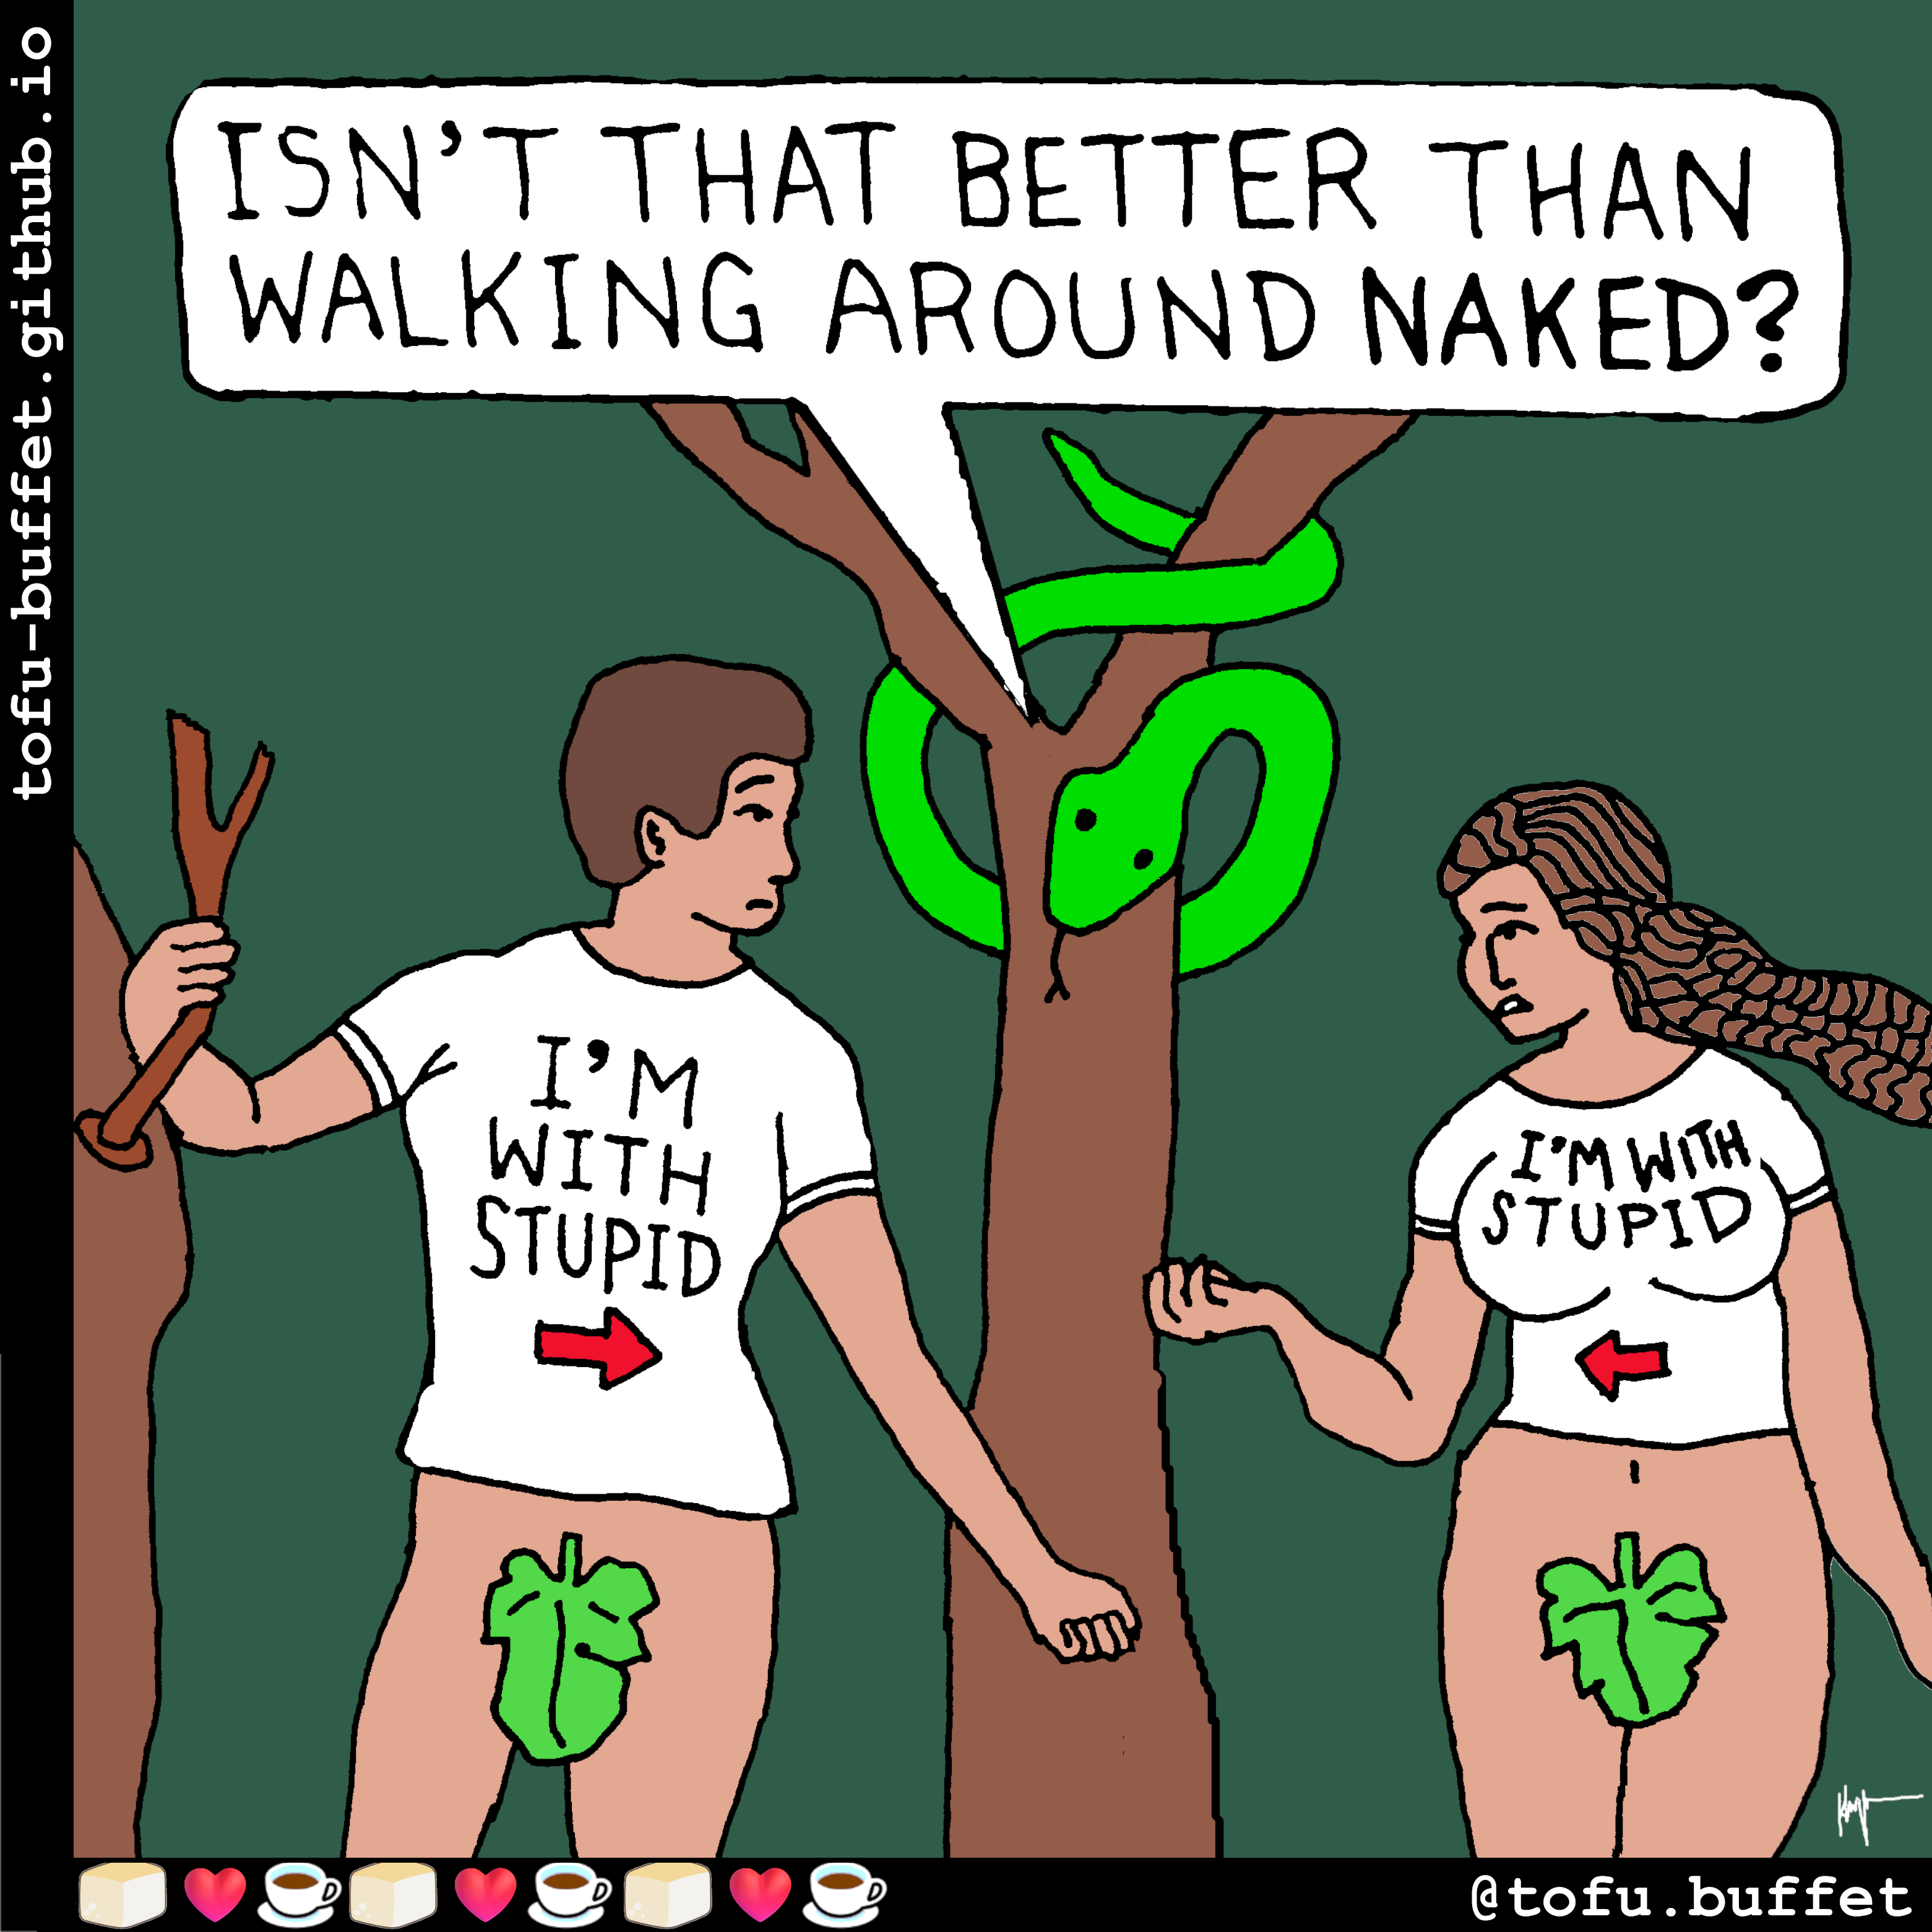 ISN'T THAT BETTER THAN
WALKING AROUND NAKED?
I'M
WITH
STUPID
I'M WITH
STUPID
tofu-buffet.github.io
@tofu.buffet